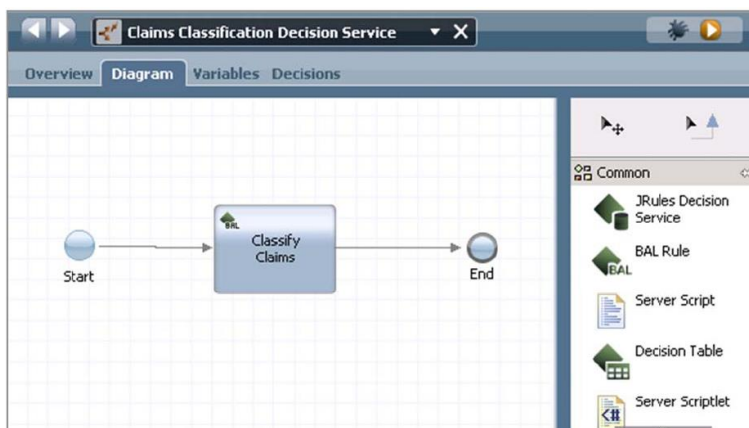 Claims Classification Decision Service
Overview Diagram Variables Decisions
Common
JRules Decision
Service
BAL
BAL Rule
Server Script
Decision Table
Server Scriptlet
<#
BAL
Classify
Claims
Start
End